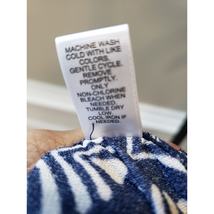 MACHINE WASH
COLD WITH LIKE
COLORS.
GENTLE CYCLE.
REMOVE
PROMPTLY.
ONLY
NON-CHLORINE
BLEACH WHEN
NEEDED.
TUMBLE DRY
LOW.
COOL IRON IF
NEEDED.